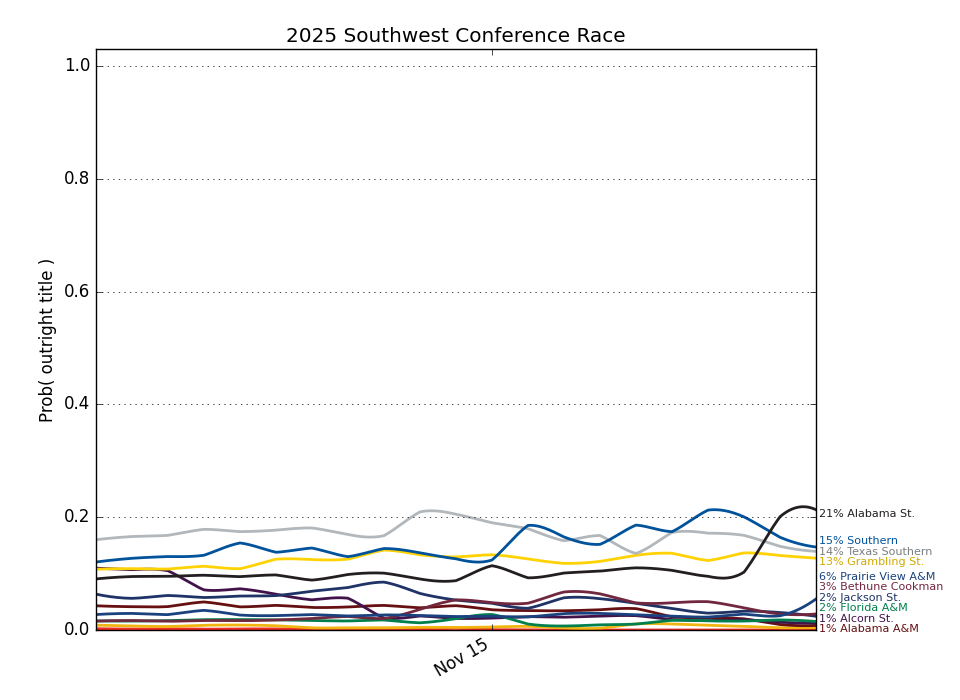 2025 Southwest Conference Race
1.0
0.8
0.6
0.4
0.2
0.0
Prob( outright title )
Nov 15
21% Alabama St.
15% Southern
14% Texas Southern
13% Grambling St.
6% Prairie View A&M
3% Bethune Cookman
2% Jackson St.
2% Florida A&M
1% Alcorn St.
1% Alabama A&M